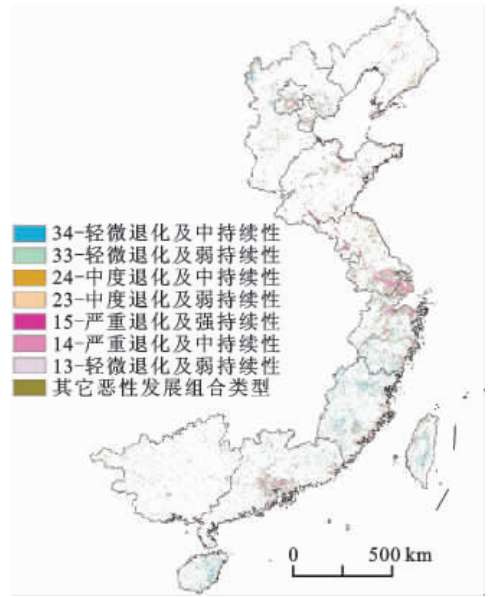 34-轻微退化及中持续性
33-轻微退化及弱持续性
24-中度退化及中持续性
23-中度退化及弱持续性
15-严重退化及强持续性
14-严重退化及中持续性
13-轻微退化及弱持续性
其它恶性发展组合类型
0 500 km